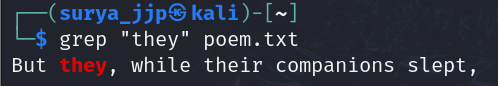 ┌──(surya_jjp㉿kali)-[~]
└─$ grep "they" poem.txt
But they, while their companions slept,